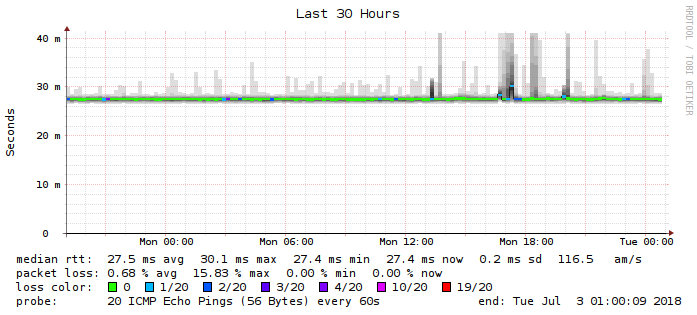 Last 30 Hours
RRDTOOL / TOBI OETIKER
Seconds
40 m
30 m
20 m
10 m
0
Mon 00:00 Mon 06:00 Mon 12:00 Mon 18:00 Tue 00:00
median rtt: 27.5 ms avg 30.1 ms max 27.4 ms min 27.4 ms now 0.2 ms sd 116.5 am/s
packet loss: 0.68 % avg 15.83 % max 0.00 % min 0.00 % now
loss color: 0 1/20 2/20 3/20 4/20 10/20 19/20
probe: 20 ICMP Echo Pings (56 Bytes) every 60s end: Tue Jul 3 01:00:09 2018